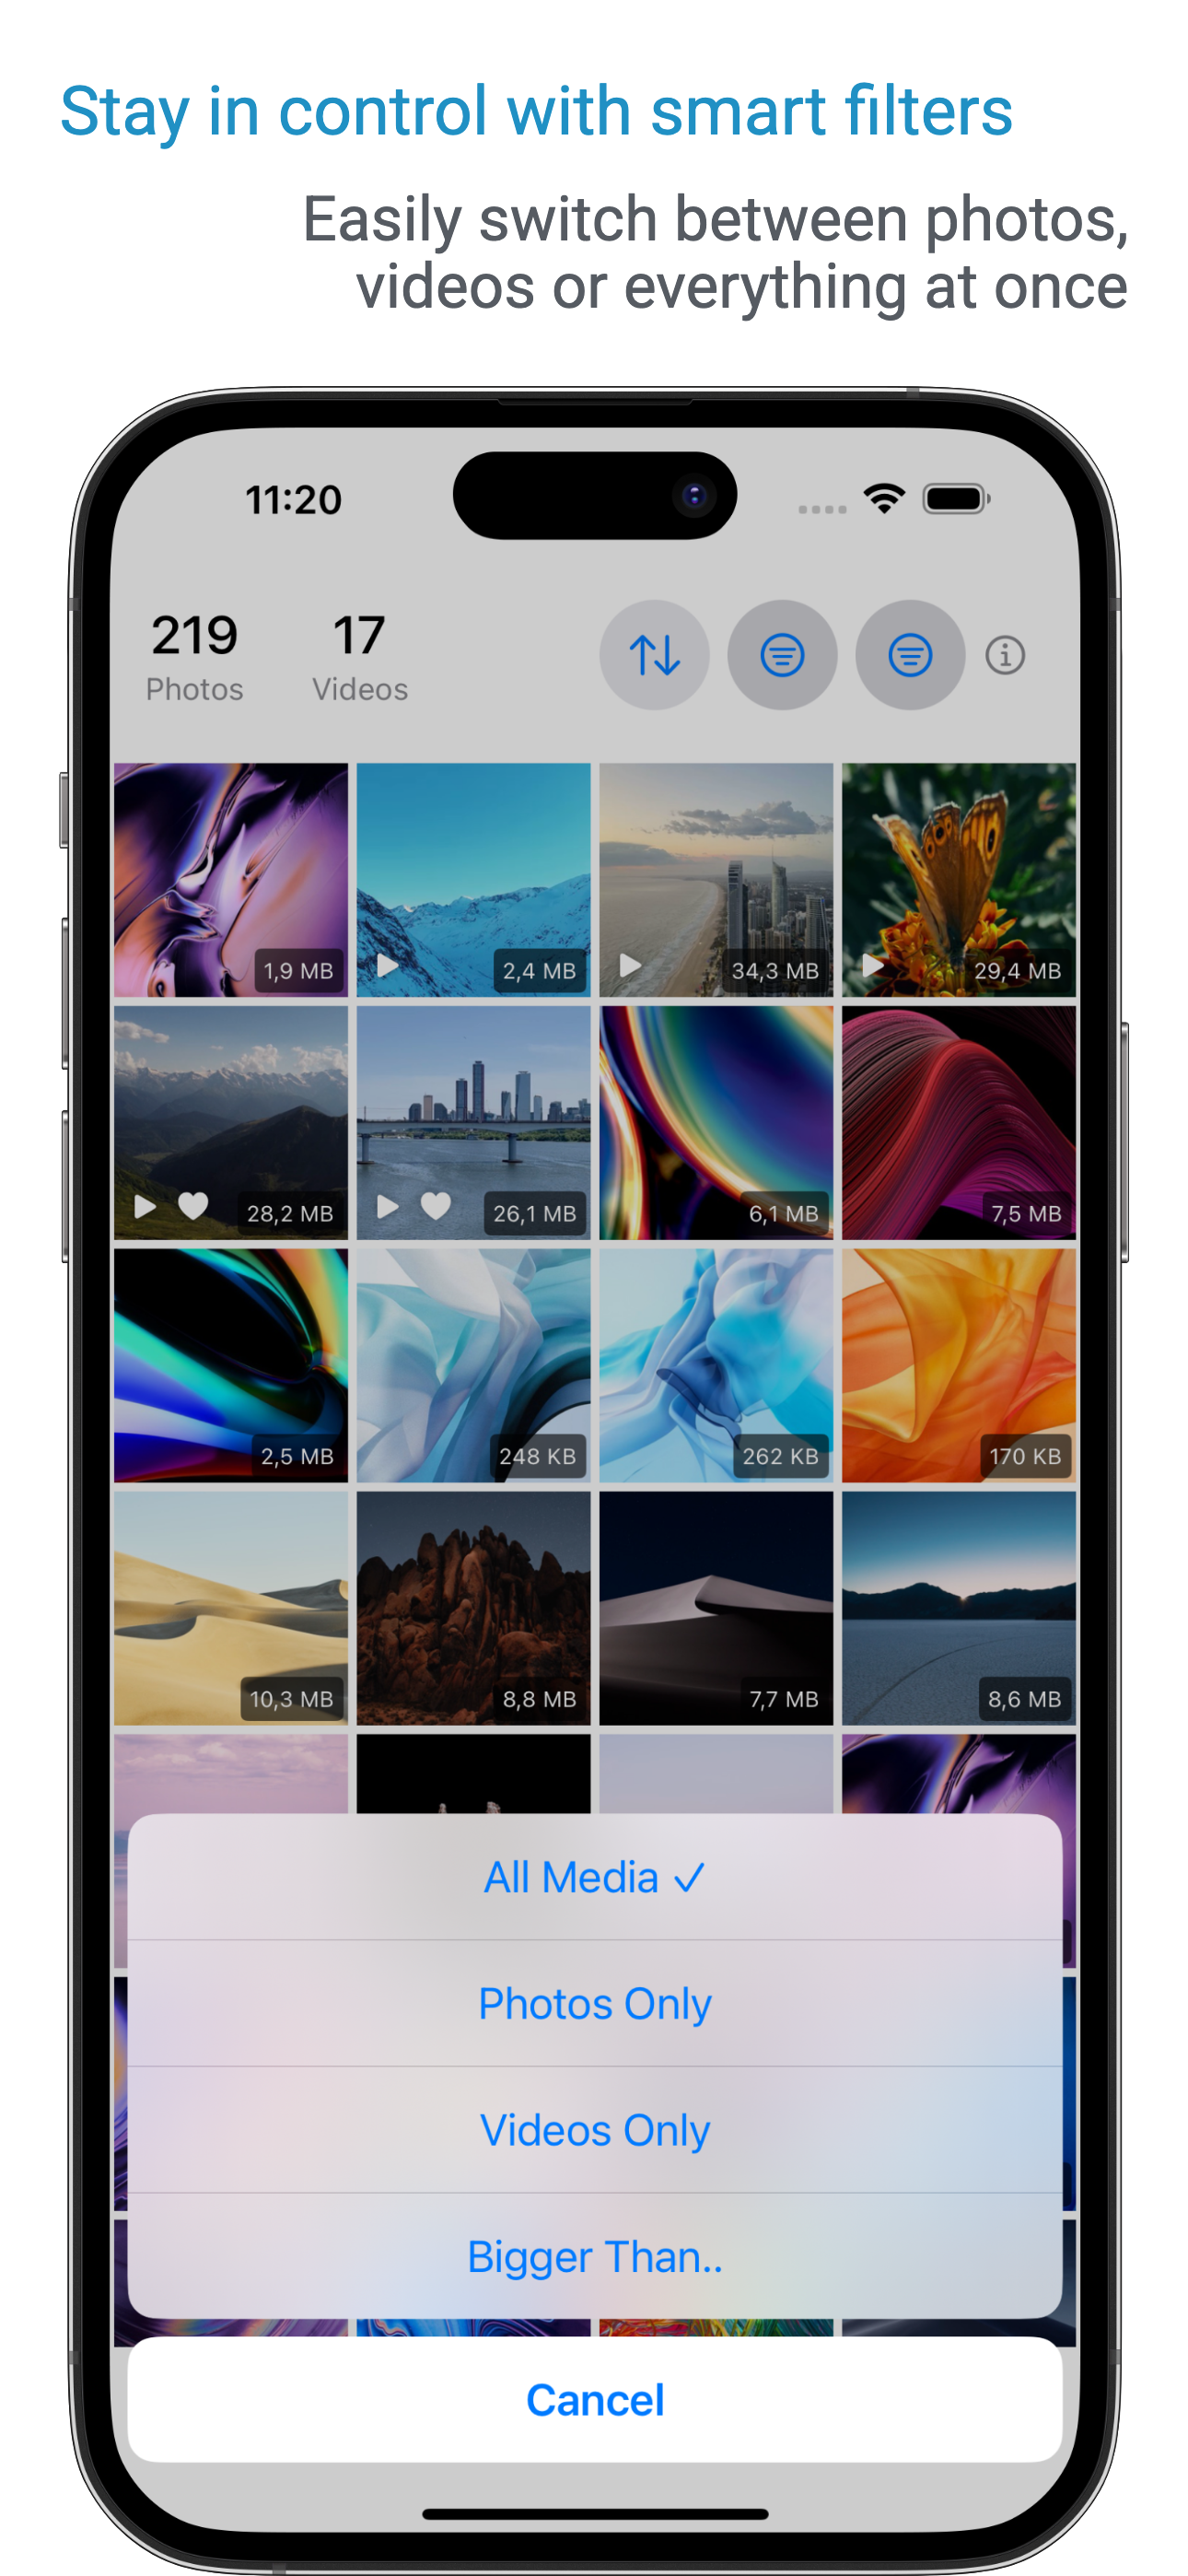 Stay in control with smart filters
Easily switch between photos,
videos or everything at once
11:20
219
Photos
17
Videos
1,9 MB
2,4 MB
34,3 MB
29,4 MB
28,2 MB
26,1 MB
6,1 MB
7,5 MB
2,5 MB
248 KB
262 KB
170 KB
10,3 MB
8,8 MB
7,7 MB
8,6 MB
All Media ✓
Photos Only
Videos Only
Bigger Than..
Cancel